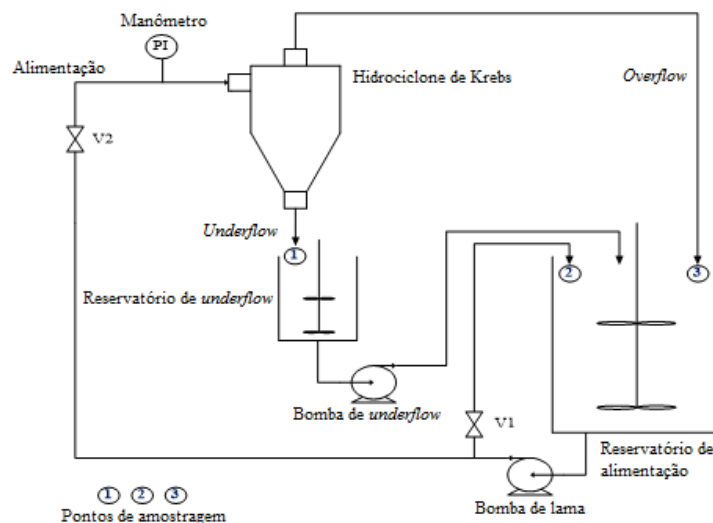 Manômetro
PI
Alimentação
Hidrociclone de Krebs
Overflow
V2
Underflow
1
2
3
Reservatório de underflow
Bomba de underflow
V1
Reservatório de
alimentação
Bomba de lama
1 2 3
Pontos de amostragem